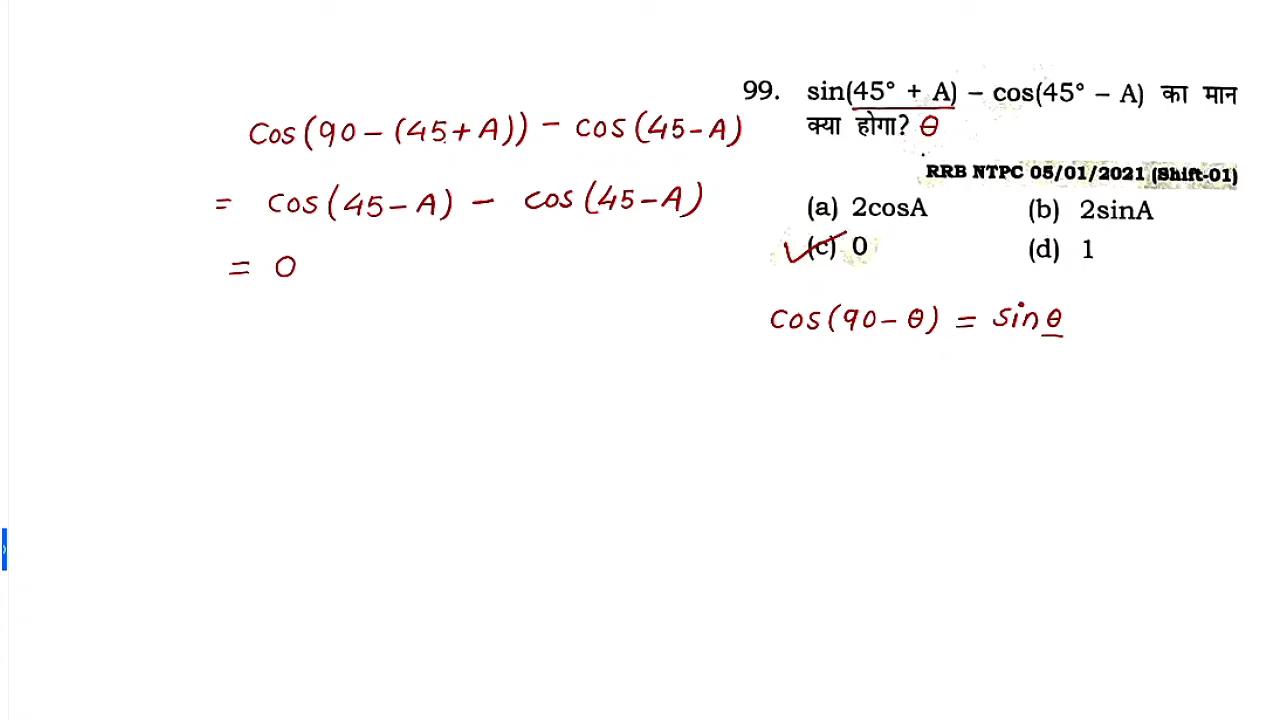 99. sin(45° + A) − cos(45° − A) का मान
क्या होगा? θ
RRB NTPC 05/01/2021 (Shift-01)
(a) 2cosA (b) 2sinA
(c) 0 (d) 1
cos(90 − θ) = sinθ
cos(90 − (45 + A)) − cos(45 − A)
= cos(45 − A) − cos(45 − A)
= 0